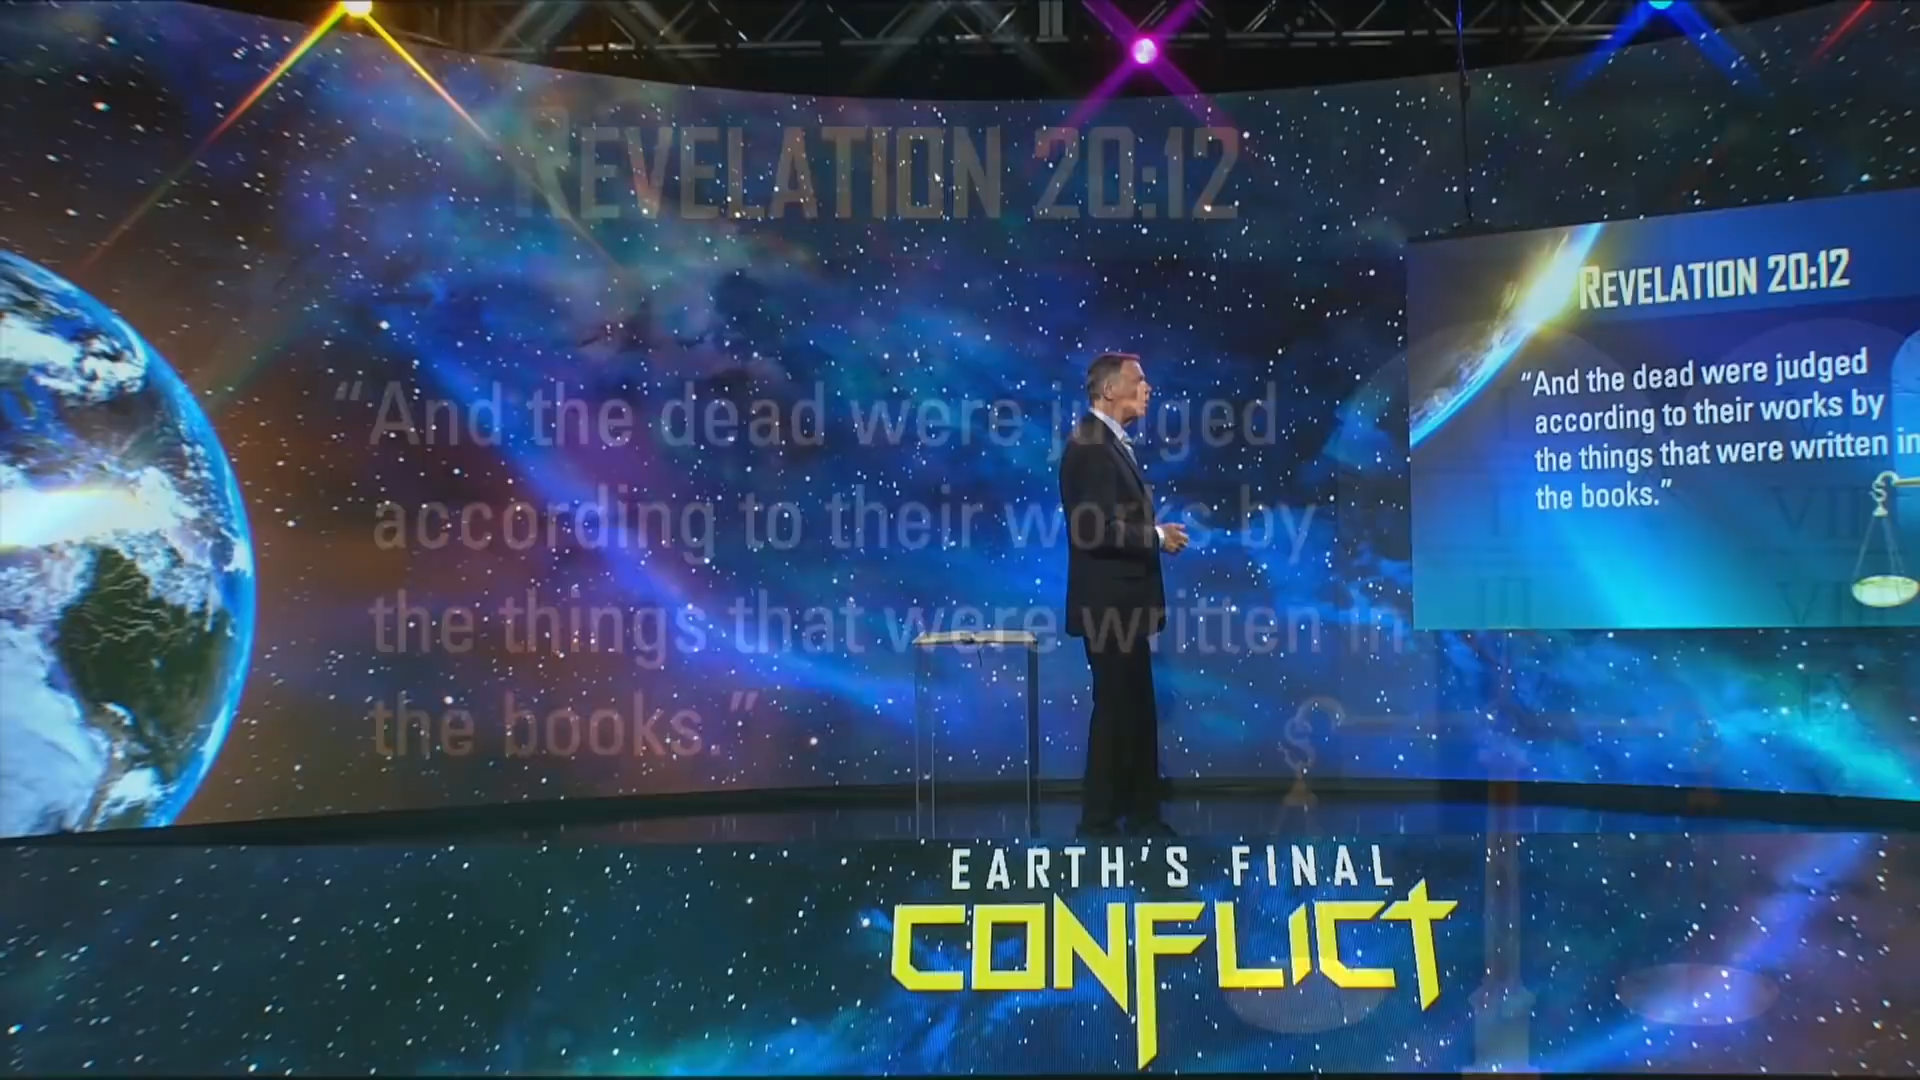 REVELATION 20:12
“And the dead were judged
according to their works by
the things that were written in
the books.”
REVELATION 20:12
“And the dead were judged
according to their works by
the things that were written in
the books.”
EARTH'S FINAL
CONFLICT